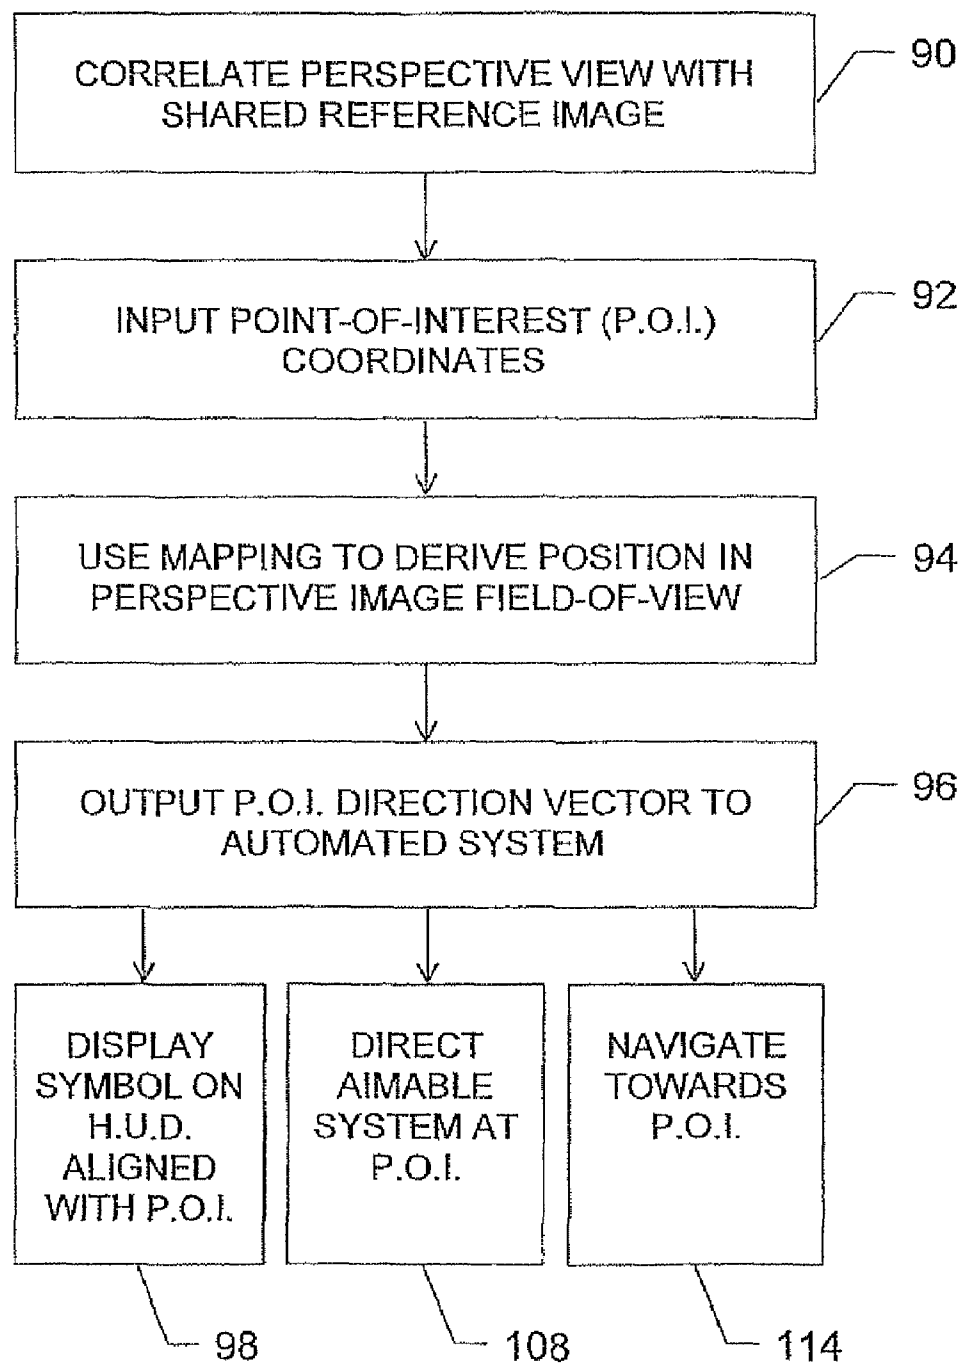 CORRELATE PERSPECTIVE VIEW WITH
SHARED REFERENCE IMAGE
90
INPUT POINT-OF-INTEREST (P.O.I.)
COORDINATES
92
USE MAPPING TO DERIVE POSITION IN
PERSPECTIVE IMAGE FIELD-OF-VIEW
94
OUTPUT P.O.I. DIRECTION VECTOR TO
AUTOMATED SYSTEM
96
DISPLAY
SYMBOL ON
H.U.D.
ALIGNED
WITH P.O.I.
98
DIRECT
AIMABLE
SYSTEM AT
P.O.I.
108
NAVIGATE
TOWARDS
P.O.I.
114